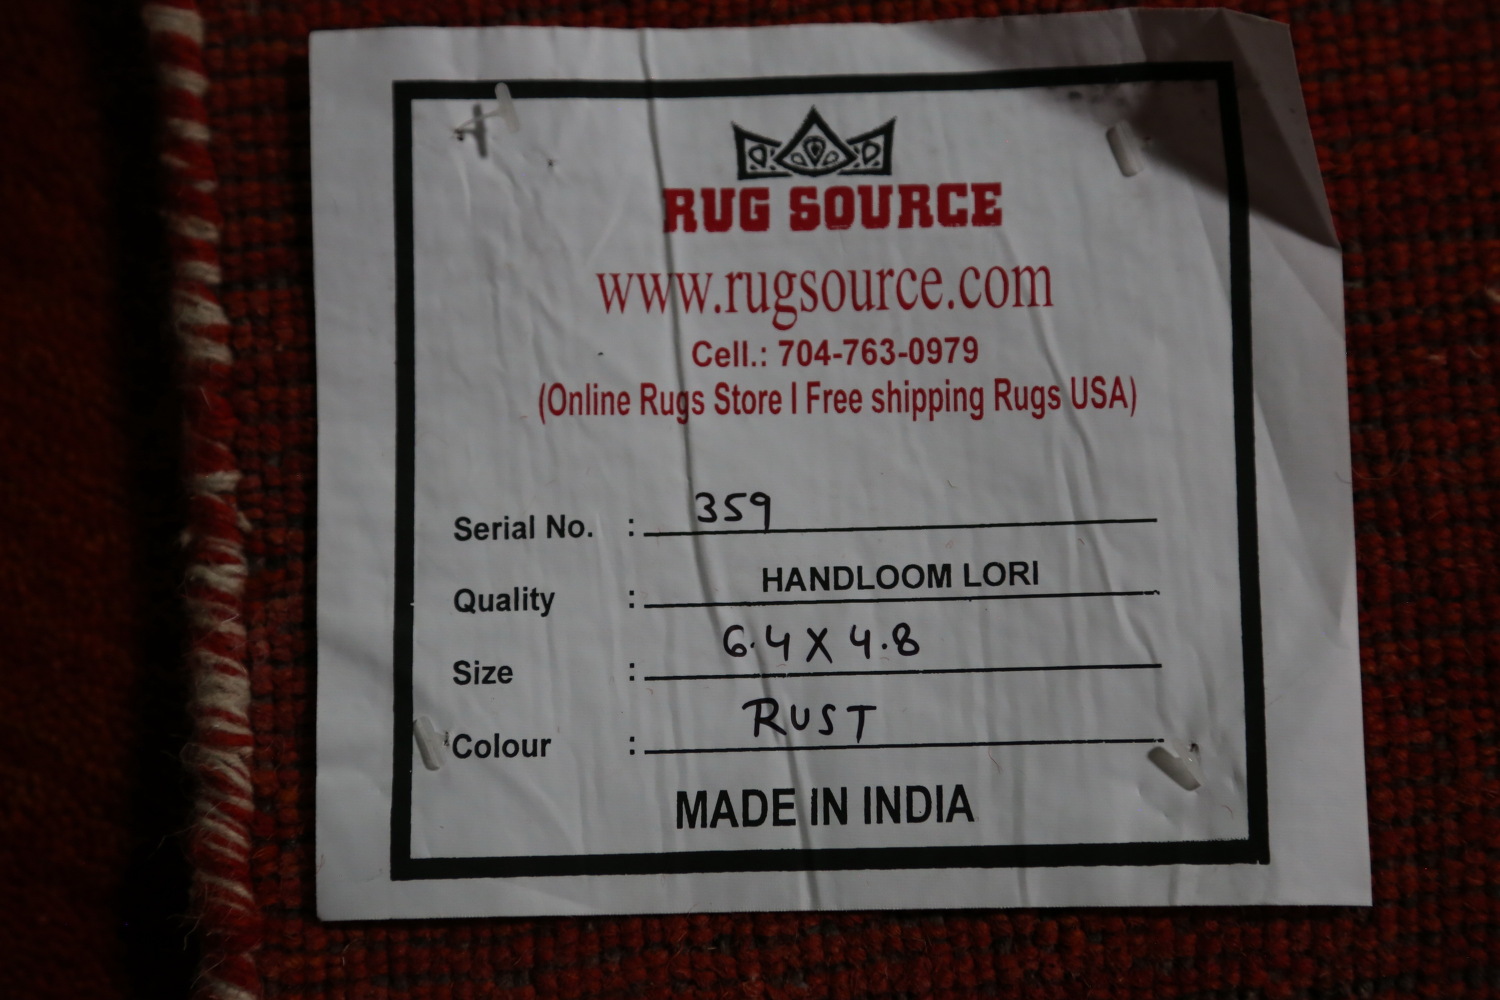 RUG SOURCE
www.rugsource.com
Cell.: 704-763-0979
(Online Rugs Store I Free shipping Rugs USA)
Serial No. : 359
Quality : HANDLOOM LORI
Size : 6.4 X 4.8
Colour : RUST
MADE IN INDIA